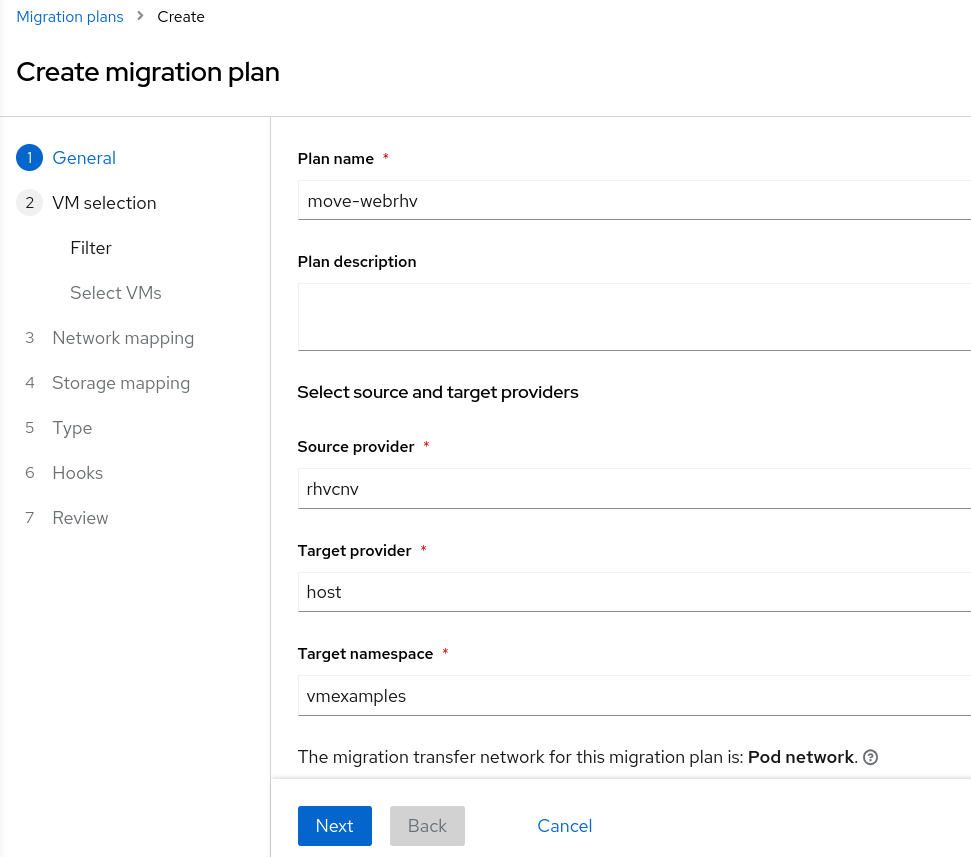 Migration plans > Create
Create migration plan
1 General
2 VM selection
Filter
Select VMs
3 Network mapping
4 Storage mapping
5 Type
6 Hooks
7 Review
Plan name *
move-webrhv
Plan description
Select source and target providers
Source provider *
rhvcnv
Target provider *
host
Target namespace *
vmexamples
The migration transfer network for this migration plan is: Pod network. ?
Next Back Cancel